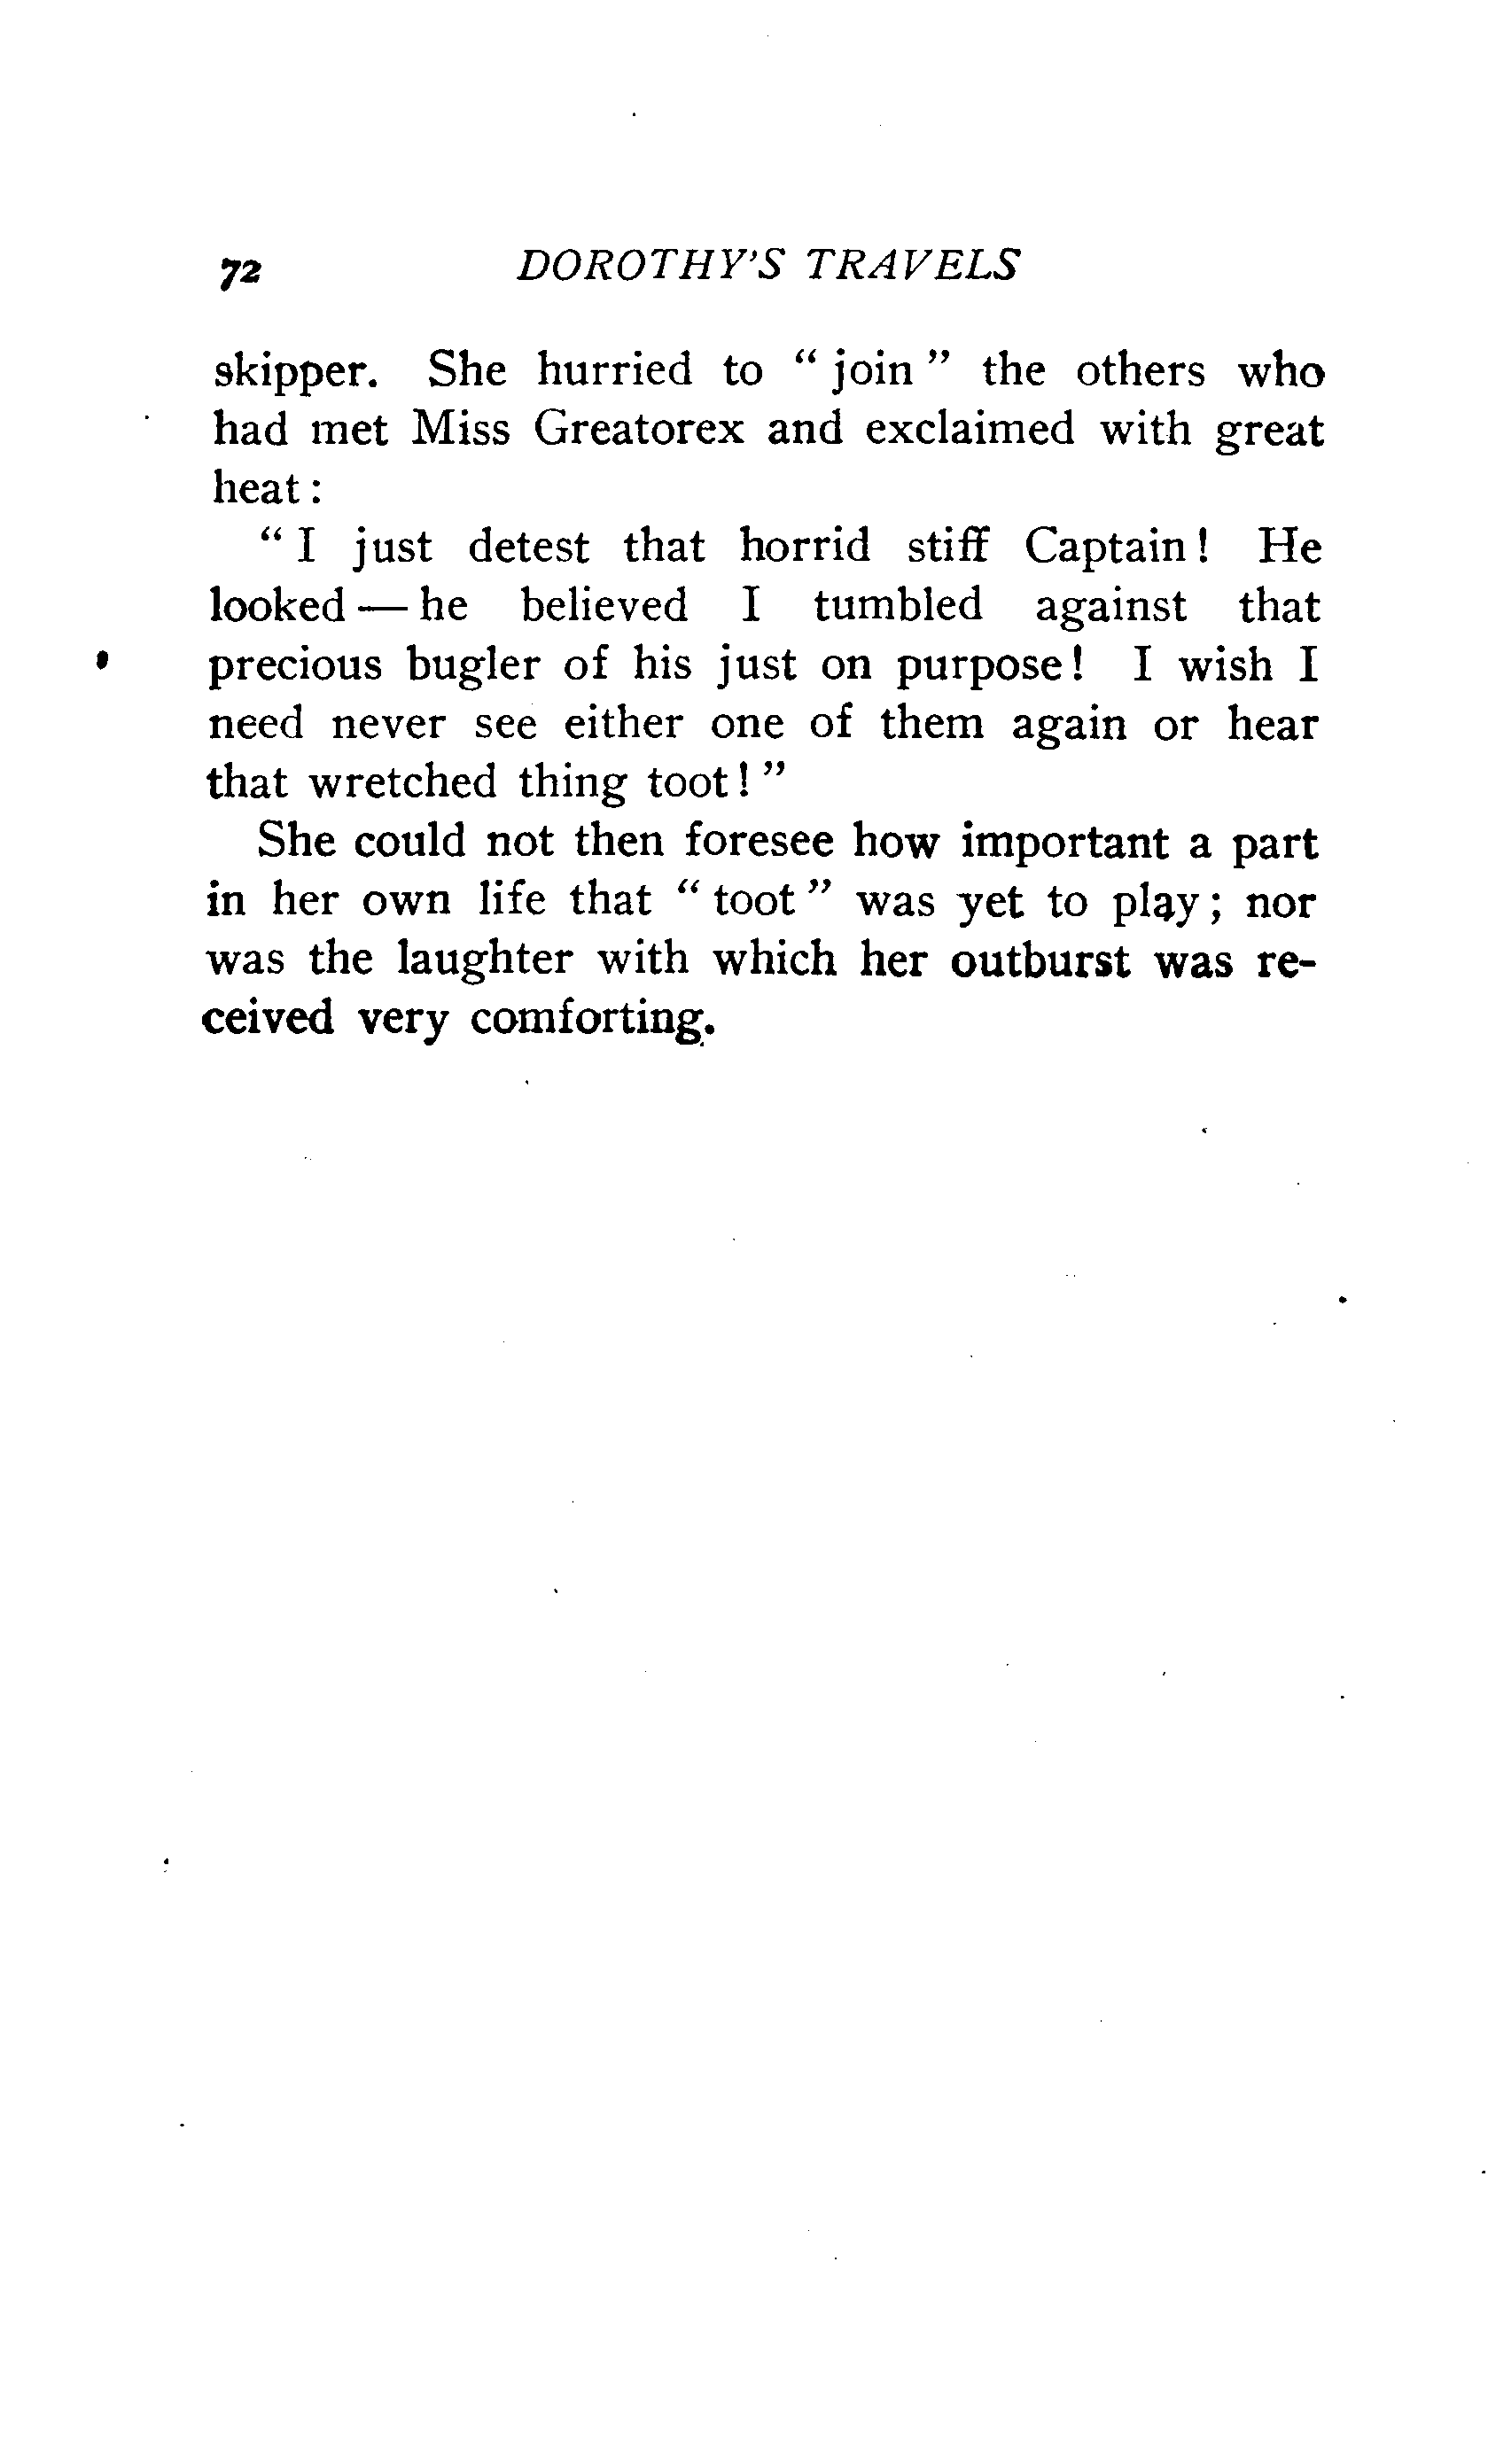 72 DOROTHY'S TRAVELS
skipper. She hurried to "join" the others who
had met Miss Greatorex and exclaimed with great
heat:
"I just detest that horrid stiff Captain! He
looked — he believed I tumbled against that
precious bugler of his just on purpose! I wish I
need never see either one of them again or hear
that wretched thing toot!"
She could not then foresee how important a part
in her own life that "toot" was yet to play; nor
was the laughter with which her outburst was re-
ceived very comforting.